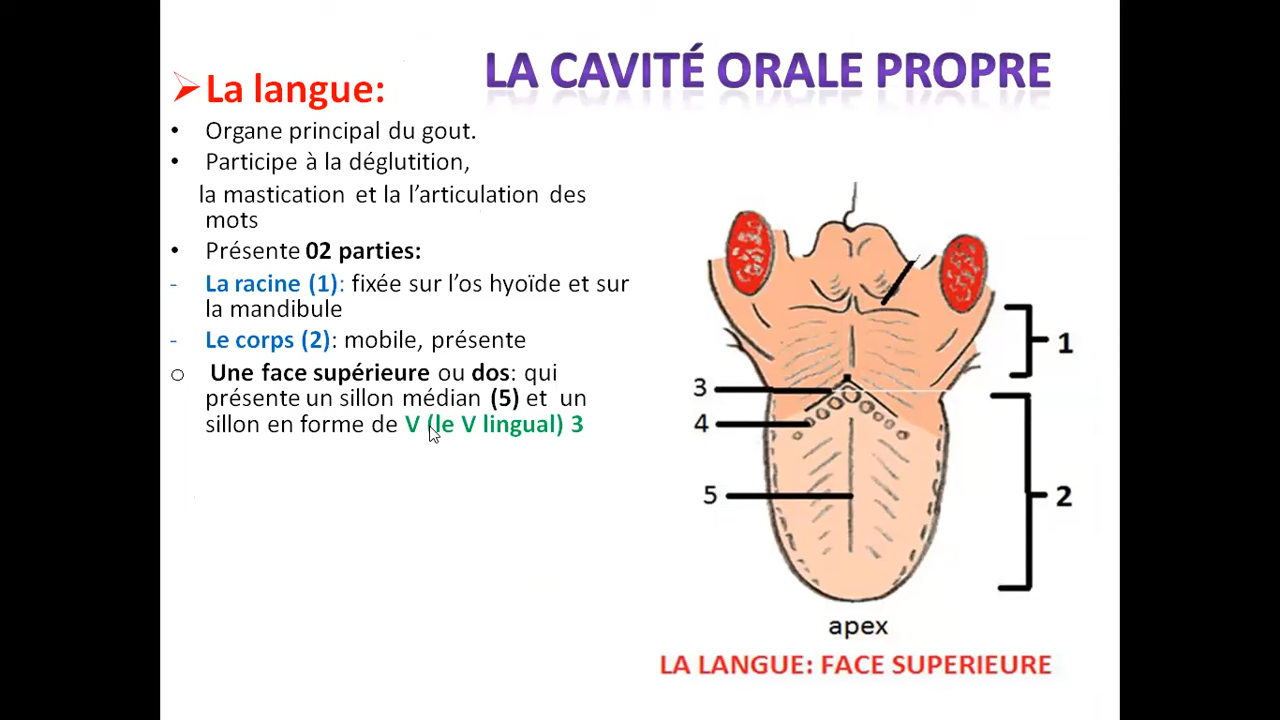 LA CAVITÉ ORALE PROPRE
La langue:
• Organe principal du gout.
• Participe à la déglutition,
la mastication et la l’articulation des
mots
• Présente 02 parties:
- La racine (1): fixée sur l’os hyoïde et sur
la mandibule
- Le corps (2): mobile, présente
o Une face supérieure ou dos: qui
présente un sillon médian (5) et un
sillon en forme de V (le V lingual) 3
1
3
4
5
2
apex
LA LANGUE: FACE SUPERIEURE